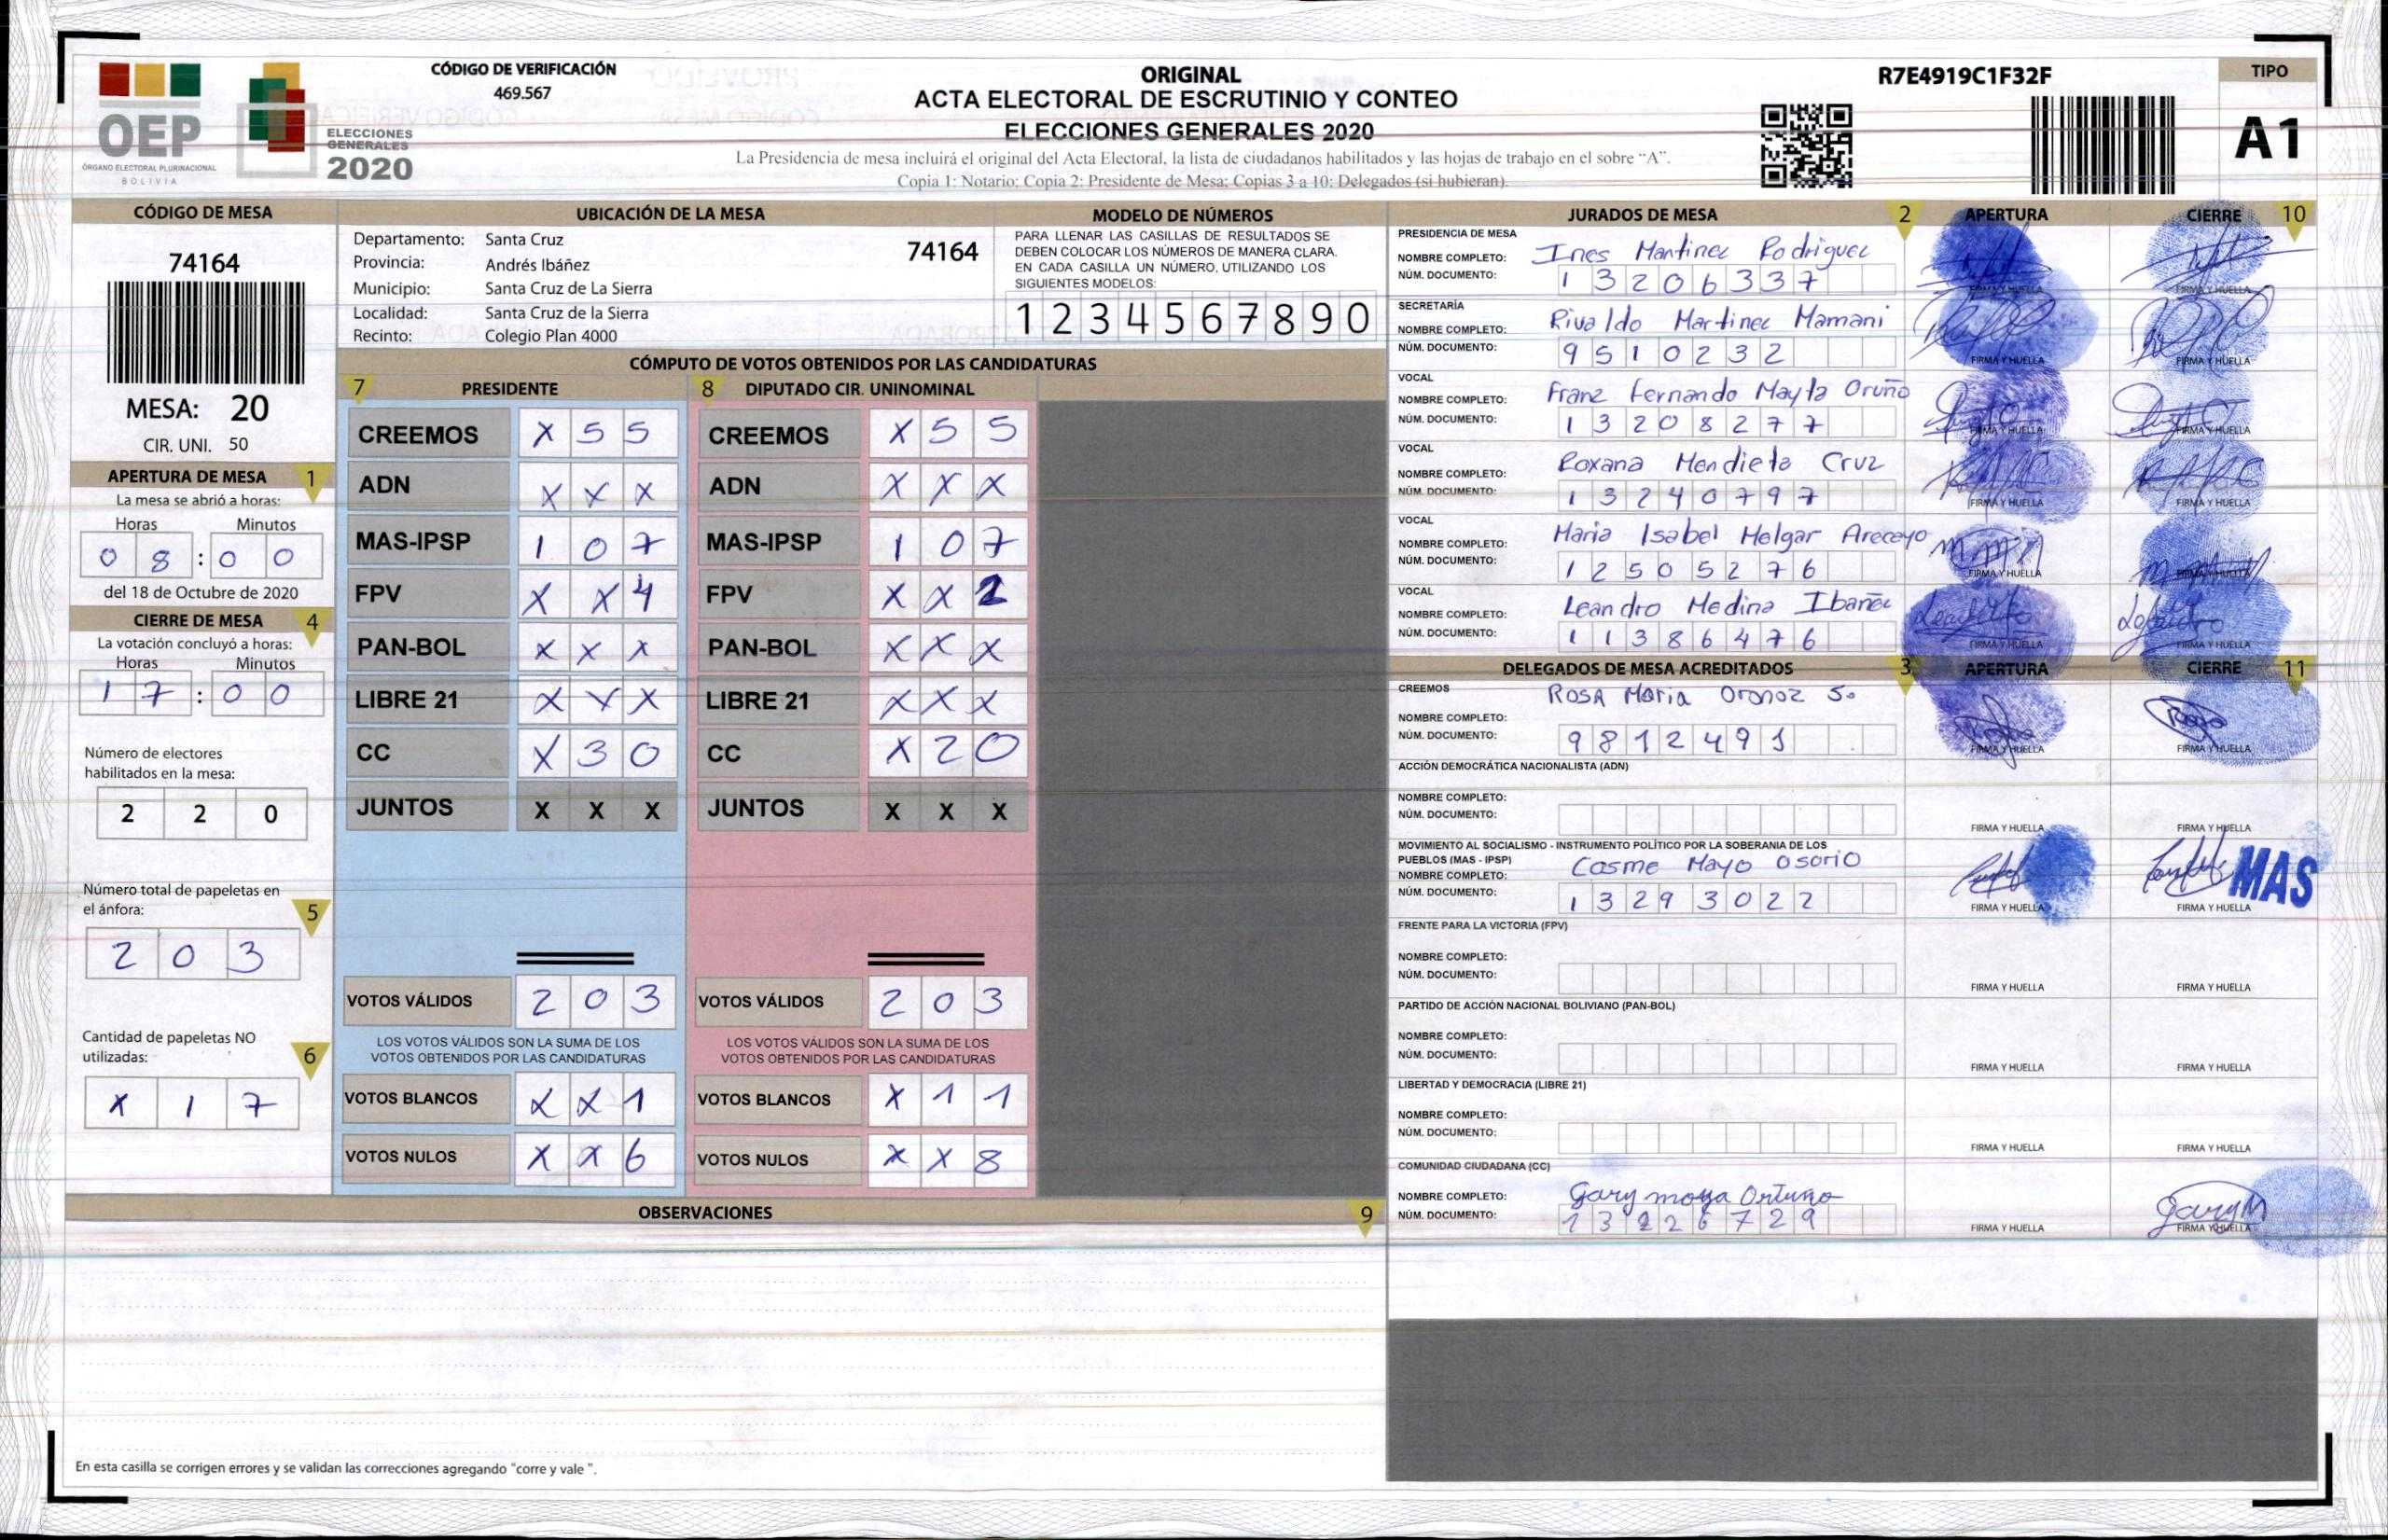 CÓDIGO DE VERIFICACIÓN
469.567
OEP
ÓRGANO ELECTORAL PLURINACIONAL
BOLIVIA
ELECCIONES
GENERALES
2020
ORIGINAL
ACTA ELECTORAL DE ESCRUTINIO Y CONTEO
ELECCIONES GENERALES 2020
La Presidencia de mesa incluirá el original del Acta Electoral, la lista de ciudadanos habilitados y las hojas de trabajo en el sobre "A".
Copia 1: Notario; Copia 2: Presidente de Mesa; Copias 3 a 10: Delegados (si hubieran).
R7E4919C1F32F
TIPO
A1
CÓDIGO DE MESA
74164
MESA: 20
CIR. UNI. 50
APERTURA DE MESA 1
La mesa se abrió a horas:
Horas Minutos
0 8 : 0 0
del 18 de Octubre de 2020
CIERRE DE MESA 4
La votación concluyó a horas:
Horas Minutos
1 7 : 0 0
Número de electores
habilitados en la mesa:
2 2 0
Número total de papeletas en
el ánfora: 5
2 0 3
Cantidad de papeletas NO
utilizadas: 6
X 1 7
UBICACIÓN DE LA MESA
Departamento: Santa Cruz 74164
Provincia: Andrés Ibáñez
Municipio: Santa Cruz de La Sierra
Localidad: Santa Cruz de la Sierra
Recinto: Colegio Plan 4000
MODELO DE NÚMEROS
PARA LLENAR LAS CASILLAS DE RESULTADOS SE
DEBEN COLOCAR LOS NÚMEROS DE MANERA CLARA.
EN CADA CASILLA UN NÚMERO, UTILIZANDO LOS
SIGUIENTES MODELOS:
1 2 3 4 5 6 7 8 9 0
CÓMPUTO DE VOTOS OBTENIDOS POR LAS CANDIDATURAS
7 PRESIDENTE 8 DIPUTADO CIR. UNINOMINAL
CREEMOS X 5 5 CREEMOS X 5 5
ADN X X X ADN X X X
MAS-IPSP 1 0 7 MAS-IPSP 1 0 7
FPV X X 4 FPV X X 2
PAN-BOL X X X PAN-BOL X X X
LIBRE 21 X X X LIBRE 21 X X X
CC X 3 0 CC X 2 0
JUNTOS X X X JUNTOS X X X
VOTOS VÁLIDOS 2 0 3 VOTOS VÁLIDOS 2 0 3
LOS VOTOS VÁLIDOS SON LA SUMA DE LOS LOS VOTOS VÁLIDOS SON LA SUMA DE LOS
VOTOS OBTENIDOS POR LAS CANDIDATURAS VOTOS OBTENIDOS POR LAS CANDIDATURAS
VOTOS BLANCOS X X 1 VOTOS BLANCOS X 1 1
VOTOS NULOS X X 6 VOTOS NULOS X X 8
OBSERVACIONES 9
En esta casilla se corrigen errores y se validan las correcciones agregando "corre y vale ".
JURADOS DE MESA 2 APERTURA CIERRE 10
PRESIDENCIA DE MESA
NOMBRE COMPLETO: Ines Martinez Rodriguez
NÚM. DOCUMENTO: 1 3 2 0 6 3 3 7
FIRMA Y HUELLA FIRMA Y HUELLA
SECRETARÍA
NOMBRE COMPLETO: Rivaldo Martinez Mamani
NÚM. DOCUMENTO: 9 5 1 0 2 3 2
FIRMA Y HUELLA FIRMA Y HUELLA
VOCAL
NOMBRE COMPLETO: Franz Fernando Mayta Oruño
NÚM. DOCUMENTO: 1 3 2 0 8 2 7 7
FIRMA Y HUELLA FIRMA Y HUELLA
VOCAL
NOMBRE COMPLETO: Roxana Mendieta Cruz
NÚM. DOCUMENTO: 1 3 2 4 0 7 9 7
FIRMA Y HUELLA FIRMA Y HUELLA
VOCAL
NOMBRE COMPLETO: Maria Isabel Melgar Areceyo
NÚM. DOCUMENTO: 1 2 5 0 5 2 7 6
FIRMA Y HUELLA FIRMA Y HUELLA
VOCAL
NOMBRE COMPLETO: Leandro Medina Ibañez
NÚM. DOCUMENTO: 1 1 3 8 6 4 7 6
FIRMA Y HUELLA FIRMA Y HUELLA
DELEGADOS DE MESA ACREDITADOS 3 APERTURA CIERRE 11
CREEMOS
NOMBRE COMPLETO: ROSA Maria Oronoz So
NÚM. DOCUMENTO: 9 8 1 2 4 9 1
FIRMA Y HUELLA FIRMA Y HUELLA
ACCIÓN DEMOCRÁTICA NACIONALISTA (ADN)
NOMBRE COMPLETO:
NÚM. DOCUMENTO:
FIRMA Y HUELLA FIRMA Y HUELLA
MOVIMIENTO AL SOCIALISMO - INSTRUMENTO POLÍTICO POR LA SOBERANIA DE LOS
PUEBLOS (MAS - IPSP)
NOMBRE COMPLETO: Cosme Mayo Osorio
NÚM. DOCUMENTO: 1 3 2 9 3 0 2 2
MAS
FIRMA Y HUELLA FIRMA Y HUELLA
FRENTE PARA LA VICTORIA (FPV)
NOMBRE COMPLETO:
NÚM. DOCUMENTO:
FIRMA Y HUELLA FIRMA Y HUELLA
PARTIDO DE ACCIÓN NACIONAL BOLIVIANO (PAN-BOL)
NOMBRE COMPLETO:
NÚM. DOCUMENTO:
FIRMA Y HUELLA FIRMA Y HUELLA
LIBERTAD Y DEMOCRACIA (LIBRE 21)
NOMBRE COMPLETO:
NÚM. DOCUMENTO:
FIRMA Y HUELLA FIRMA Y HUELLA
COMUNIDAD CIUDADANA (CC)
NOMBRE COMPLETO: Gary moya Ortuño
NÚM. DOCUMENTO: 1 3 2 2 6 7 2 9
FIRMA Y HUELLA FIRMA Y HUELLA